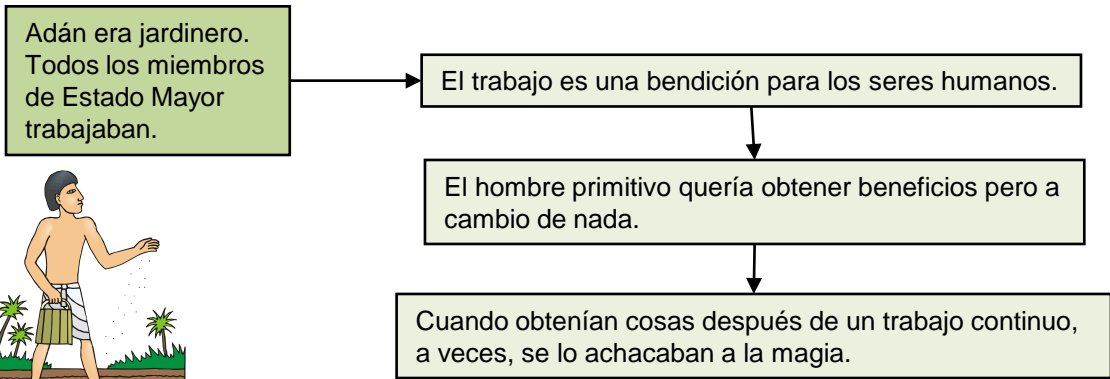 Adán era jardinero.
Todos los miembros
de Estado Mayor
trabajaban.
El trabajo es una bendición para los seres humanos.
El hombre primitivo quería obtener beneficios pero a
cambio de nada.
Cuando obtenían cosas después de un trabajo continuo,
a veces, se lo achacaban a la magia.